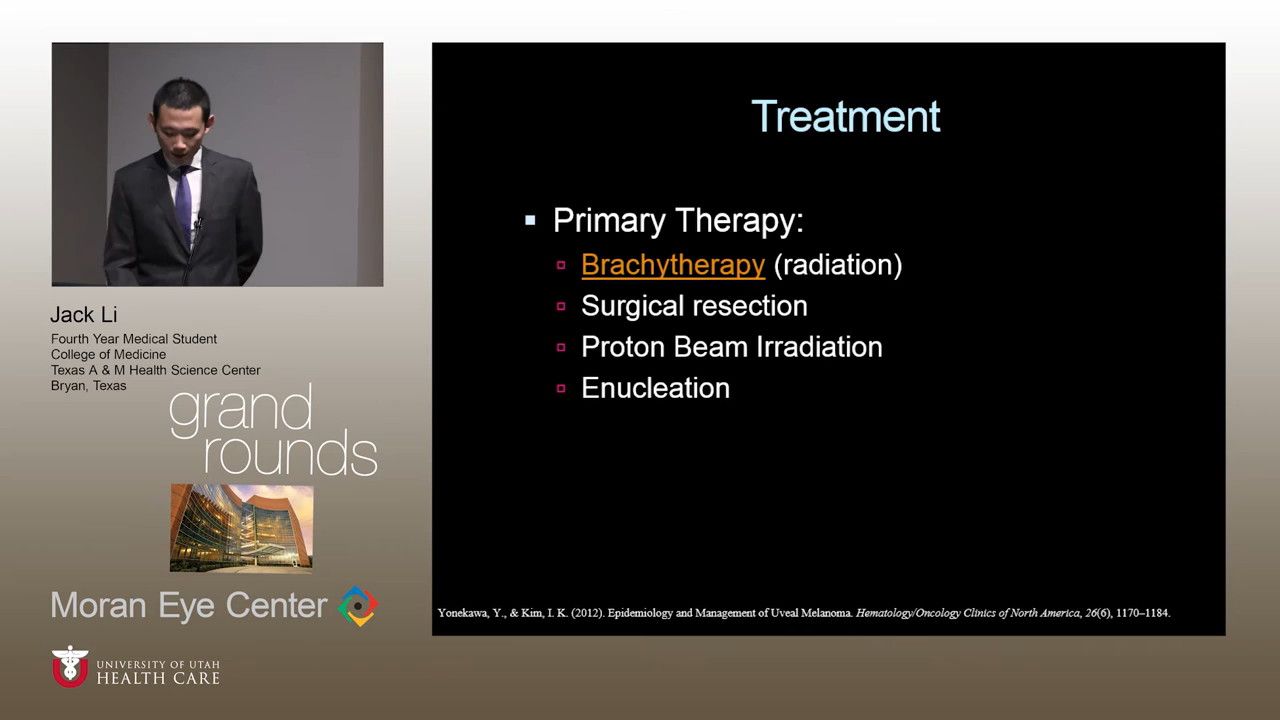 Jack Li
Fourth Year Medical Student
College of Medicine
Texas A & M Health Science Center
Bryan, Texas
grand
rounds
Moran Eye Center
UNIVERSITY OF UTAH
HEALTH CARE
Treatment
Primary Therapy:
Brachytherapy (radiation)
Surgical resection
Proton Beam Irradiation
Enucleation
Yonekawa, Y., & Kim, I. K. (2012). Epidemiology and Management of Uveal Melanoma. Hematology/Oncology Clinics of North America, 26(6), 1170–1184.